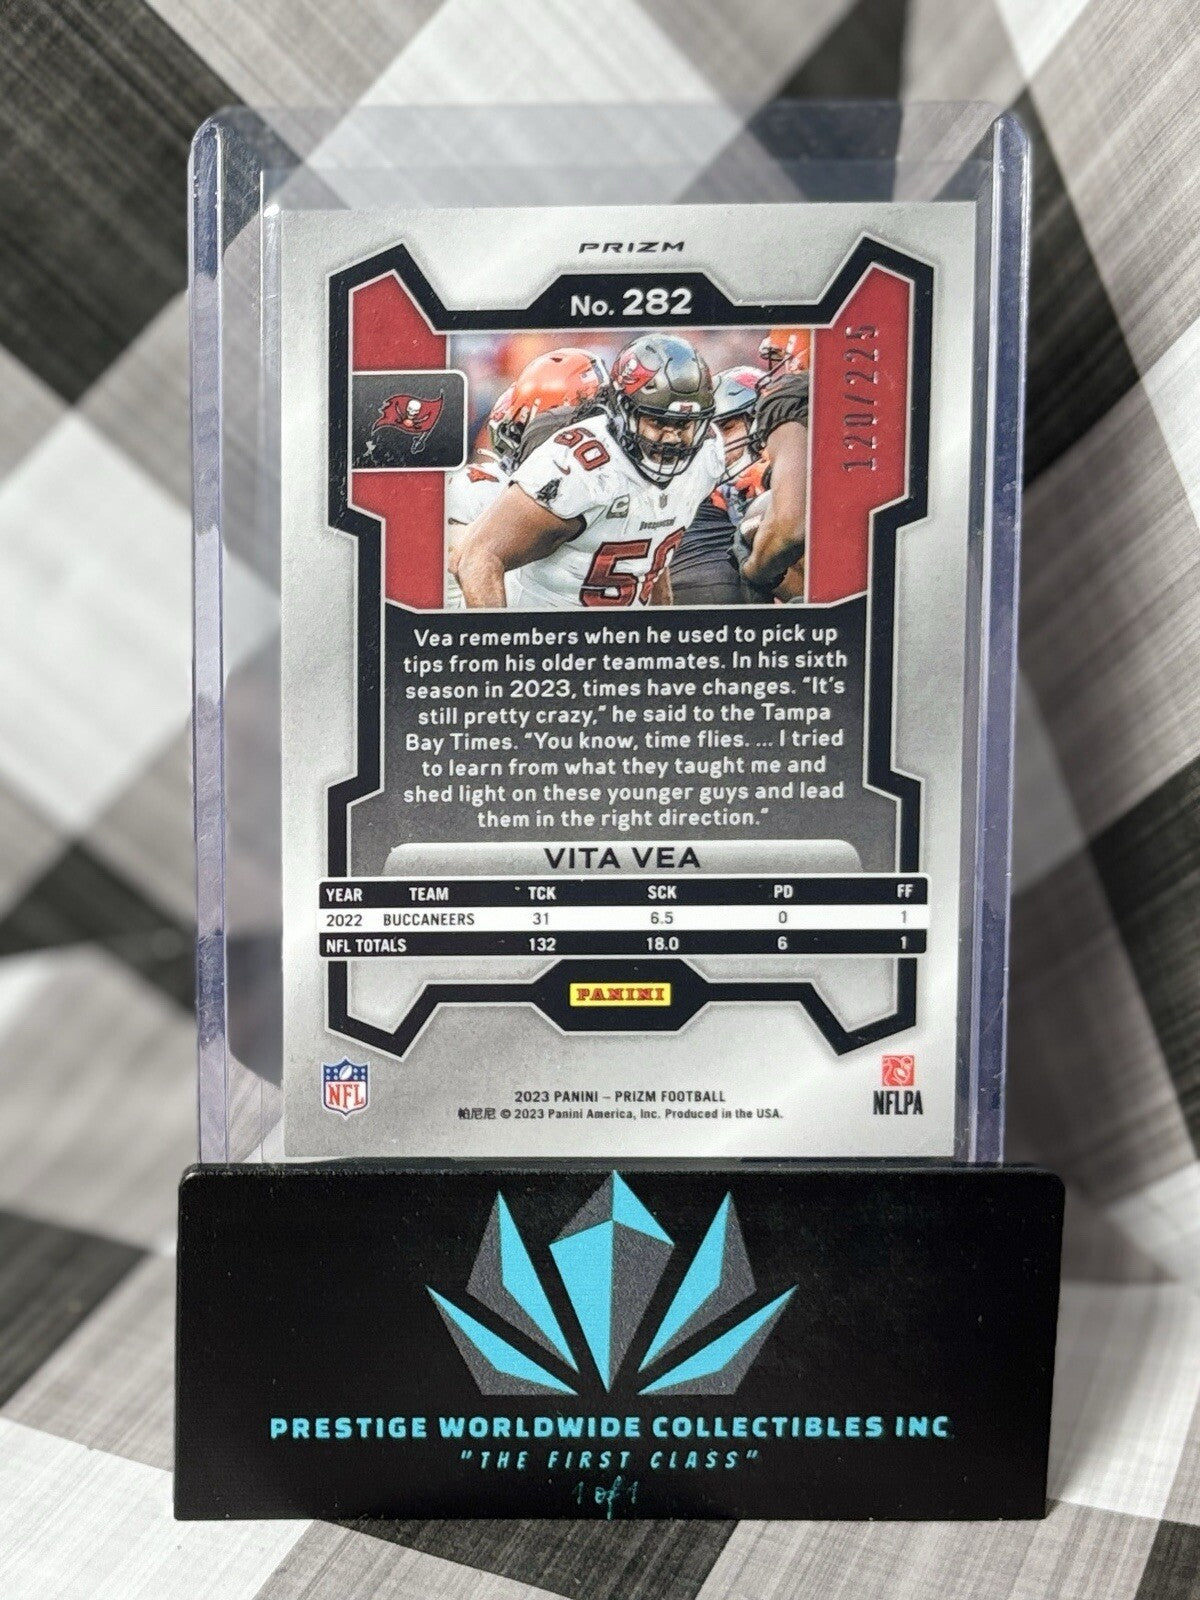 PRIZM
No. 282
120/225
50
50
C
BUCCANEERS
Vea remembers when he used to pick up
tips from his older teammates. In his sixth
season in 2023, times have changes. "It's
still pretty crazy," he said to the Tampa
Bay Times. "You know, time flies. ... I tried
to learn from what they taught me and
shed light on these younger guys and lead
them in the right direction."
VITA VEA
YEAR TEAM TCK SCK PD FF
2022 BUCCANEERS 31 6.5 0 1
NFL TOTALS 132 18.0 6 1
PANINI
NFL
NFLPA
2023 PANINI – PRIZM FOOTBALL
帕尼尼 © 2023 Panini America, Inc. Produced in the USA.
PRESTIGE WORLDWIDE COLLECTIBLES INC
"THE FIRST CLASS"
1 of 1